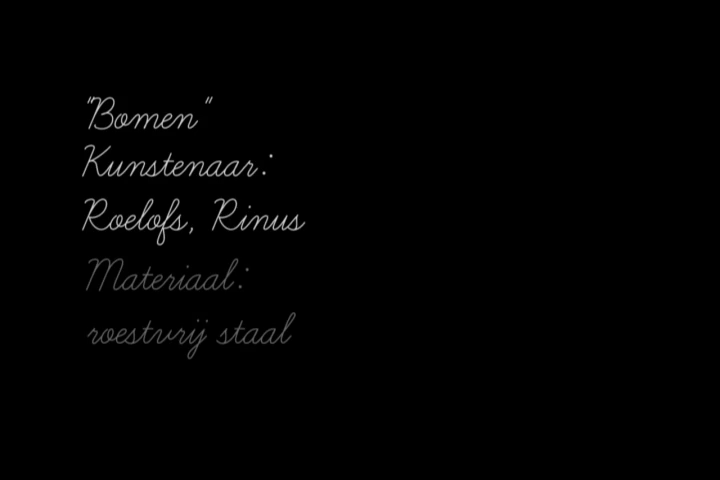 "Bomen"
Kunstenaar:
Roelofs, Rinus
Materiaal:
roestvrij staal